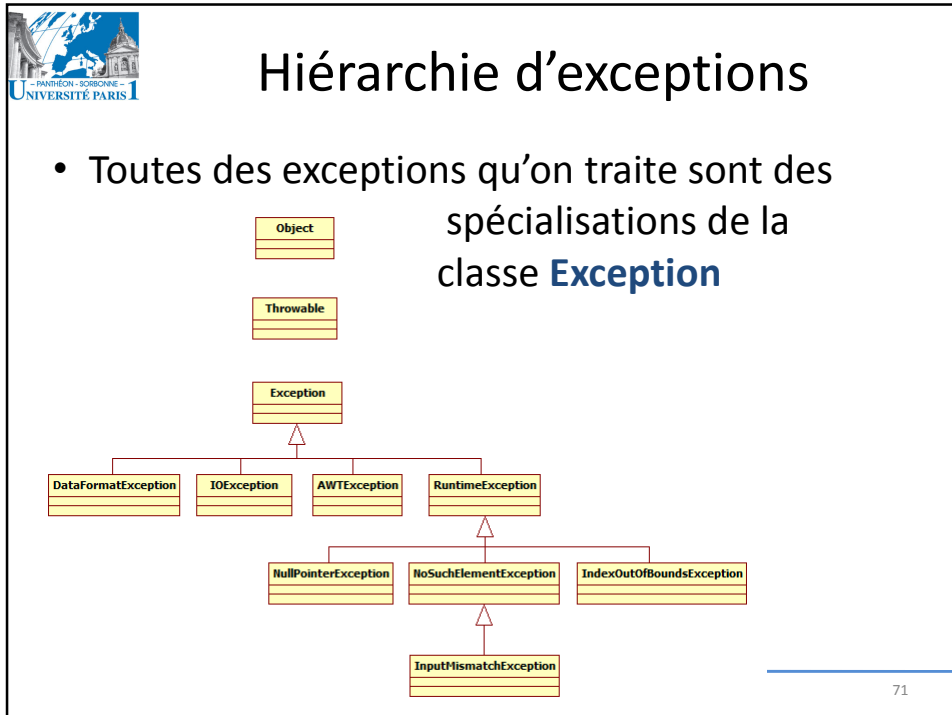 – PANTHÉON - SORBONNE –
UNIVERSITÉ PARIS 1
Hiérarchie d’exceptions
• Toutes des exceptions qu’on traite sont des
spécialisations de la
classe Exception
Object
Throwable
Exception
DataFormatException IOException AWTException RuntimeException
NullPointerException NoSuchElementException IndexOutOfBoundsException
InputMismatchException
71